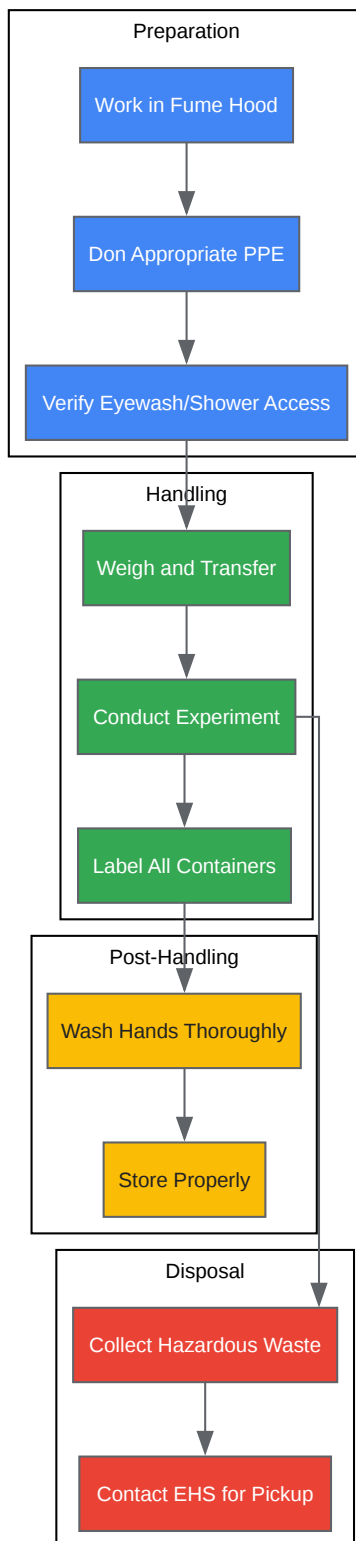 Preparation
Work in Fume Hood
Don Appropriate PPE
Verify Eyewash/Shower Access
Handling
Weigh and Transfer
Conduct Experiment
Label All Containers
Post-Handling
Wash Hands Thoroughly
Store Properly
Disposal
Collect Hazardous Waste
Contact EHS for Pickup